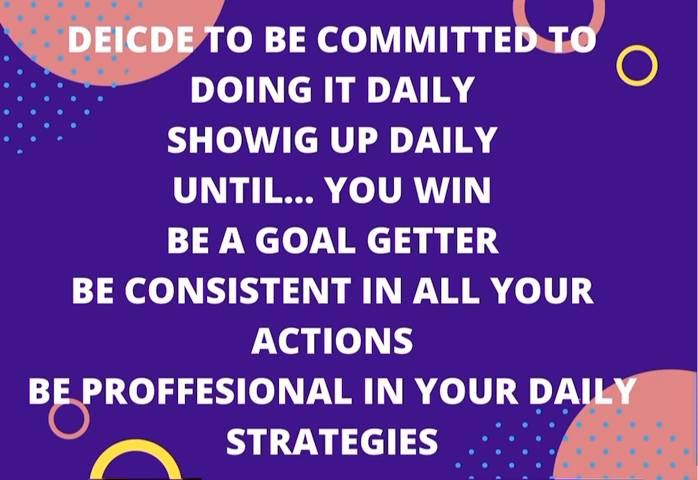 DEICDE TO BE COMMITTED TO
DOING IT DAILY
SHOWIG UP DAILY
UNTIL... YOU WIN
BE A GOAL GETTER
BE CONSISTENT IN ALL YOUR
ACTIONS
BE PROFFESIONAL IN YOUR DAILY
STRATEGIES